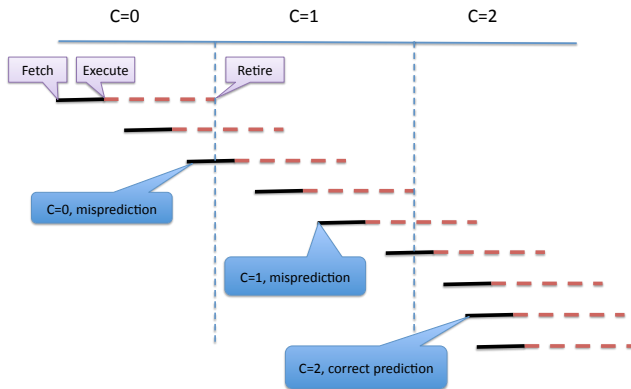 C=0
C=1
C=2
Fetch
Execute
Retire
C=0, misprediction
C=1, misprediction
C=2, correct prediction